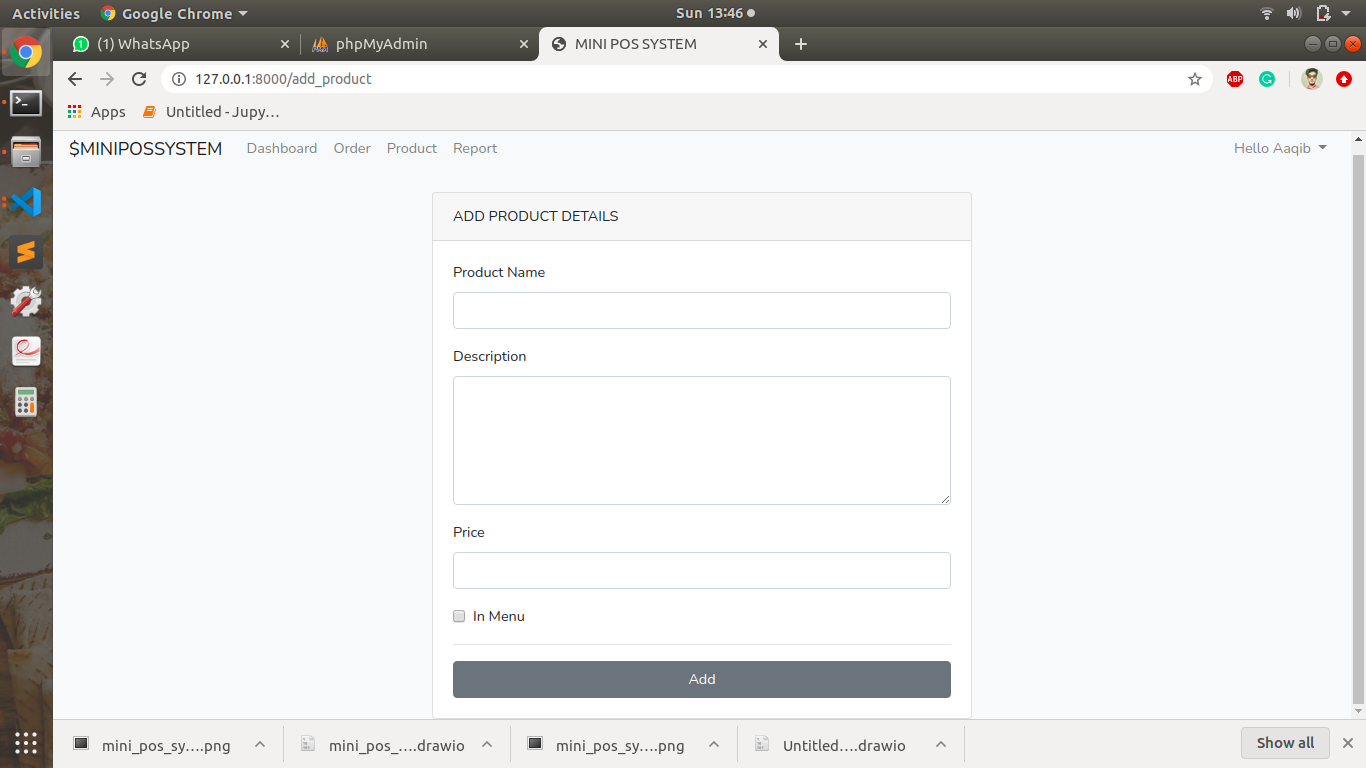 Activities Google Chrome Sun 13:46
(1) WhatsApp phpMyAdmin MINI POS SYSTEM
127.0.0.1:8000/add_product ABP
Apps Untitled - Jupy...
$MINIPOSSYSTEM Dashboard Order Product Report Hello Aaqib
ADD PRODUCT DETAILS
Product Name
Description
Price
In Menu
Add
mini_pos_sy....png mini_pos_....drawio mini_pos_sy....png Untitled....drawio Show all